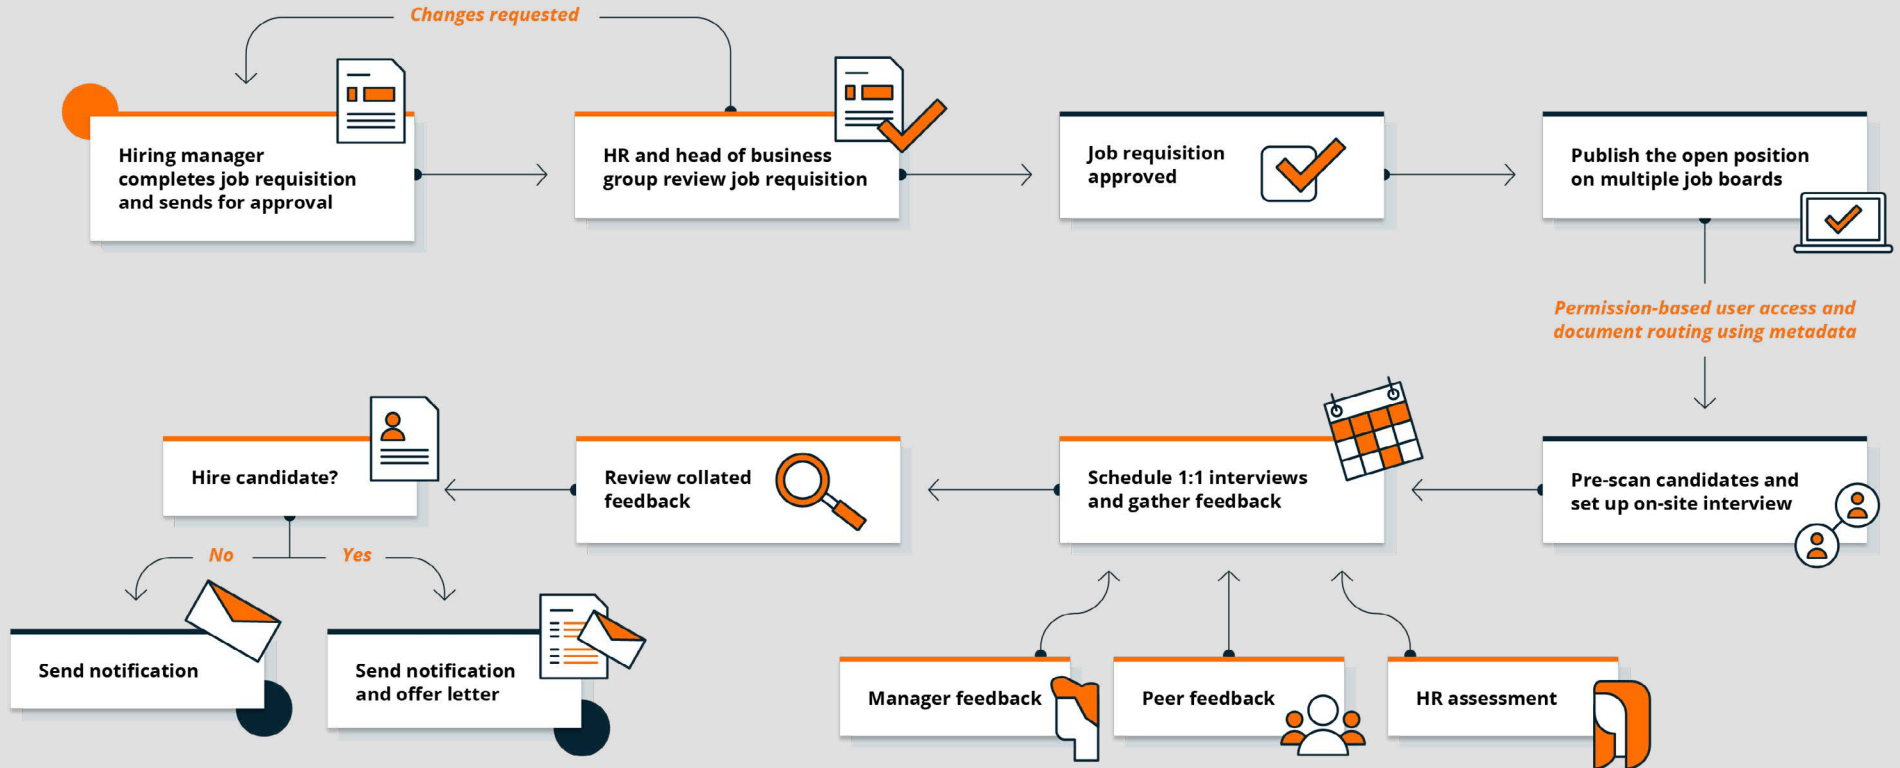 Changes requested
Hiring manager
completes job requisition
and sends for approval
HR and head of business
group review job requisition
Job requisition
approved
Publish the open position
on multiple job boards
Permission-based user access and
document routing using metadata
Pre-scan candidates and
set up on-site interview
Schedule 1:1 interviews
and gather feedback
Review collated
feedback
Hire candidate?
No
Yes
Send notification
Send notification
and offer letter
Manager feedback
Peer feedback
HR assessment